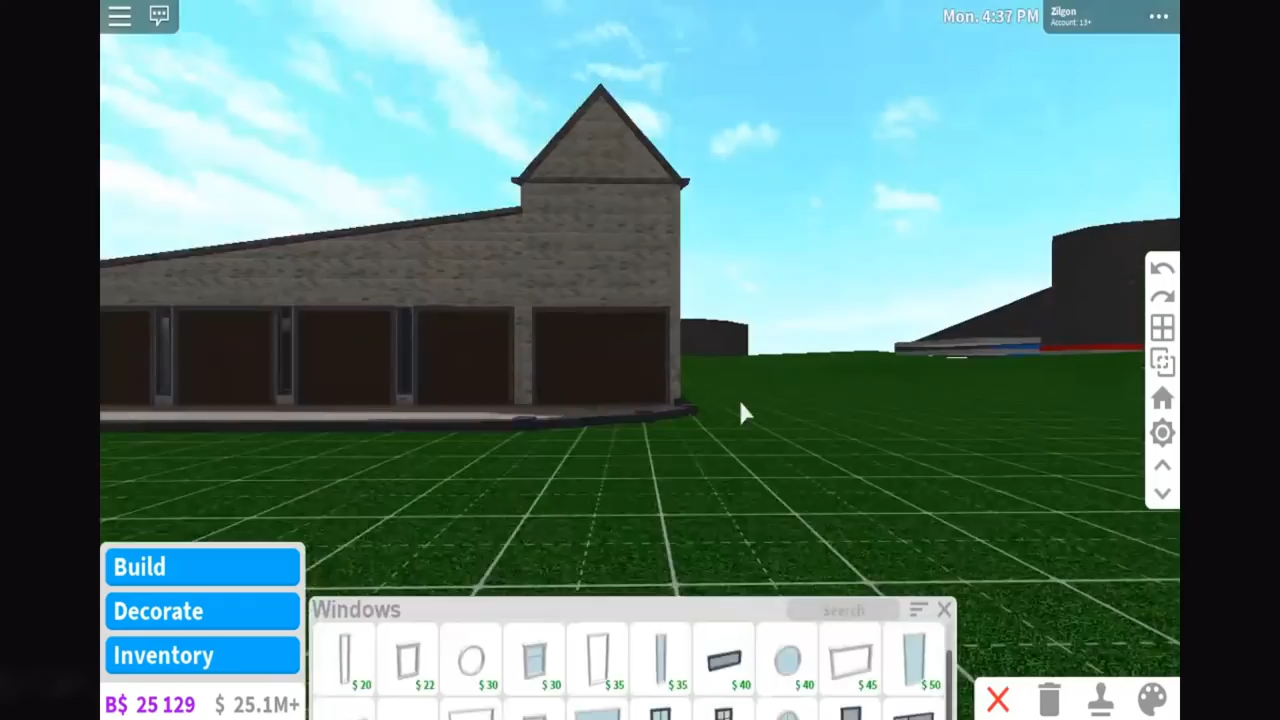 Mon. 4:37 PM
Zilgon
Account: 13+
Build
Decorate
Inventory
B$ 25 129 $ 25.1M+
Windows
Search
$ 20 $ 22 $ 30 $ 30 $ 35 $ 35 $ 40 $ 40 $ 45 $ 50